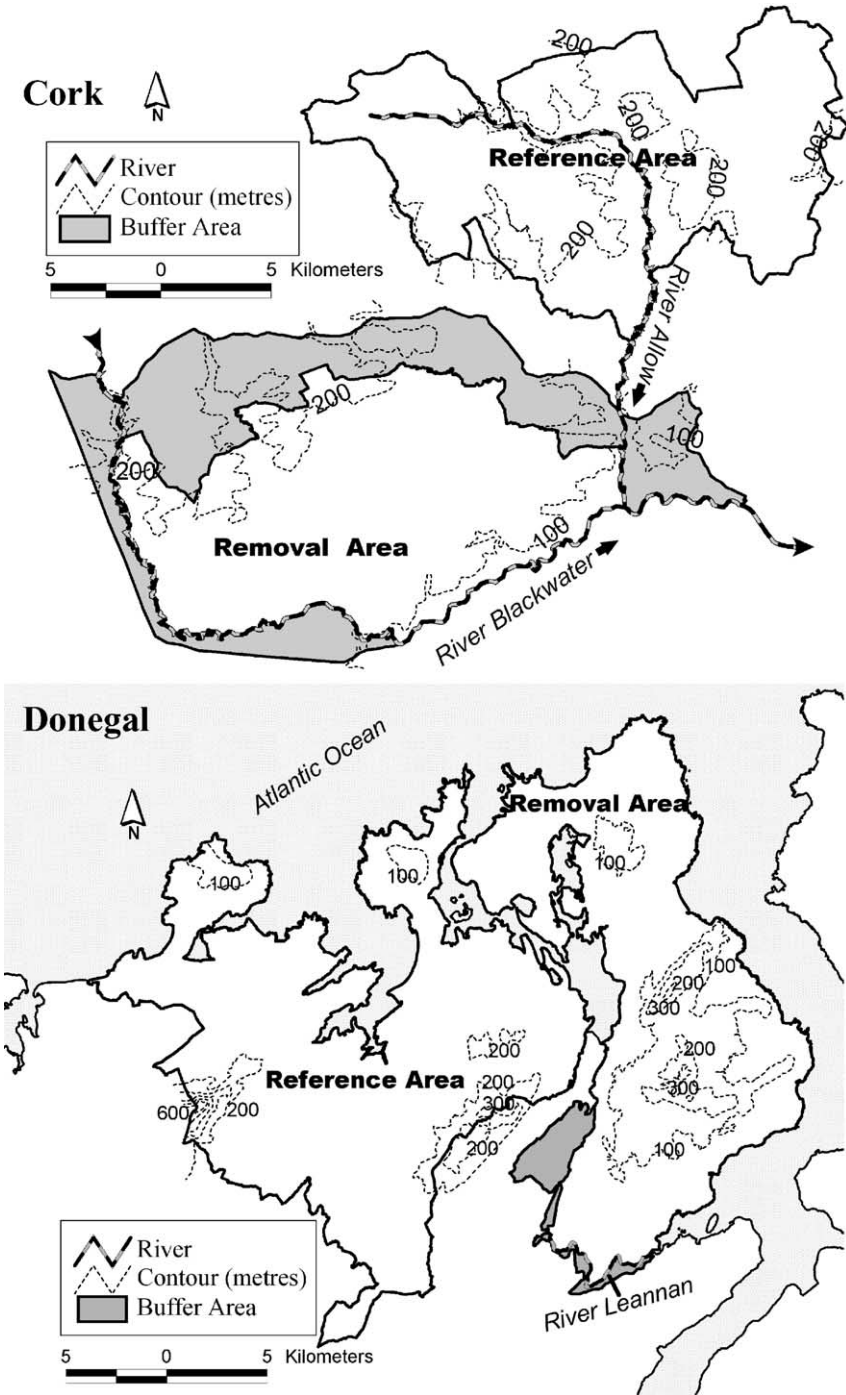 Cork
N
River
Contour (metres)
Buffer Area
5 0 5 Kilometers
200
200
200
200
200
Reference Area
River Allow
200
200
100
100
Removal Area
River Blackwater
Donegal
N
Atlantic Ocean
Removal Area
100
100
100
100
200
300
200
300
100
200
200
300
200
Reference Area
600
200
0
River Leannan
River
Contour (metres)
Buffer Area
5 0 5 Kilometers